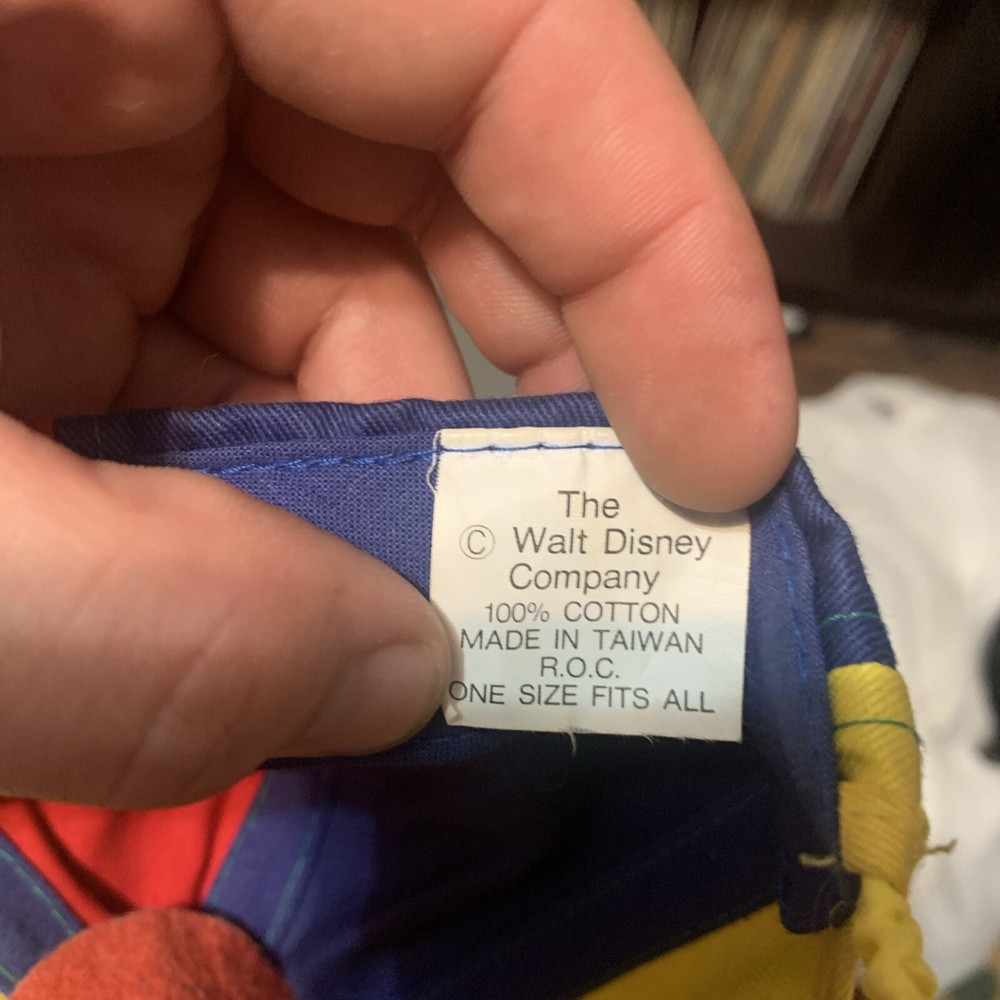 The
© Walt Disney
Company
100% COTTON
MADE IN TAIWAN
R.O.C.
ONE SIZE FITS ALL